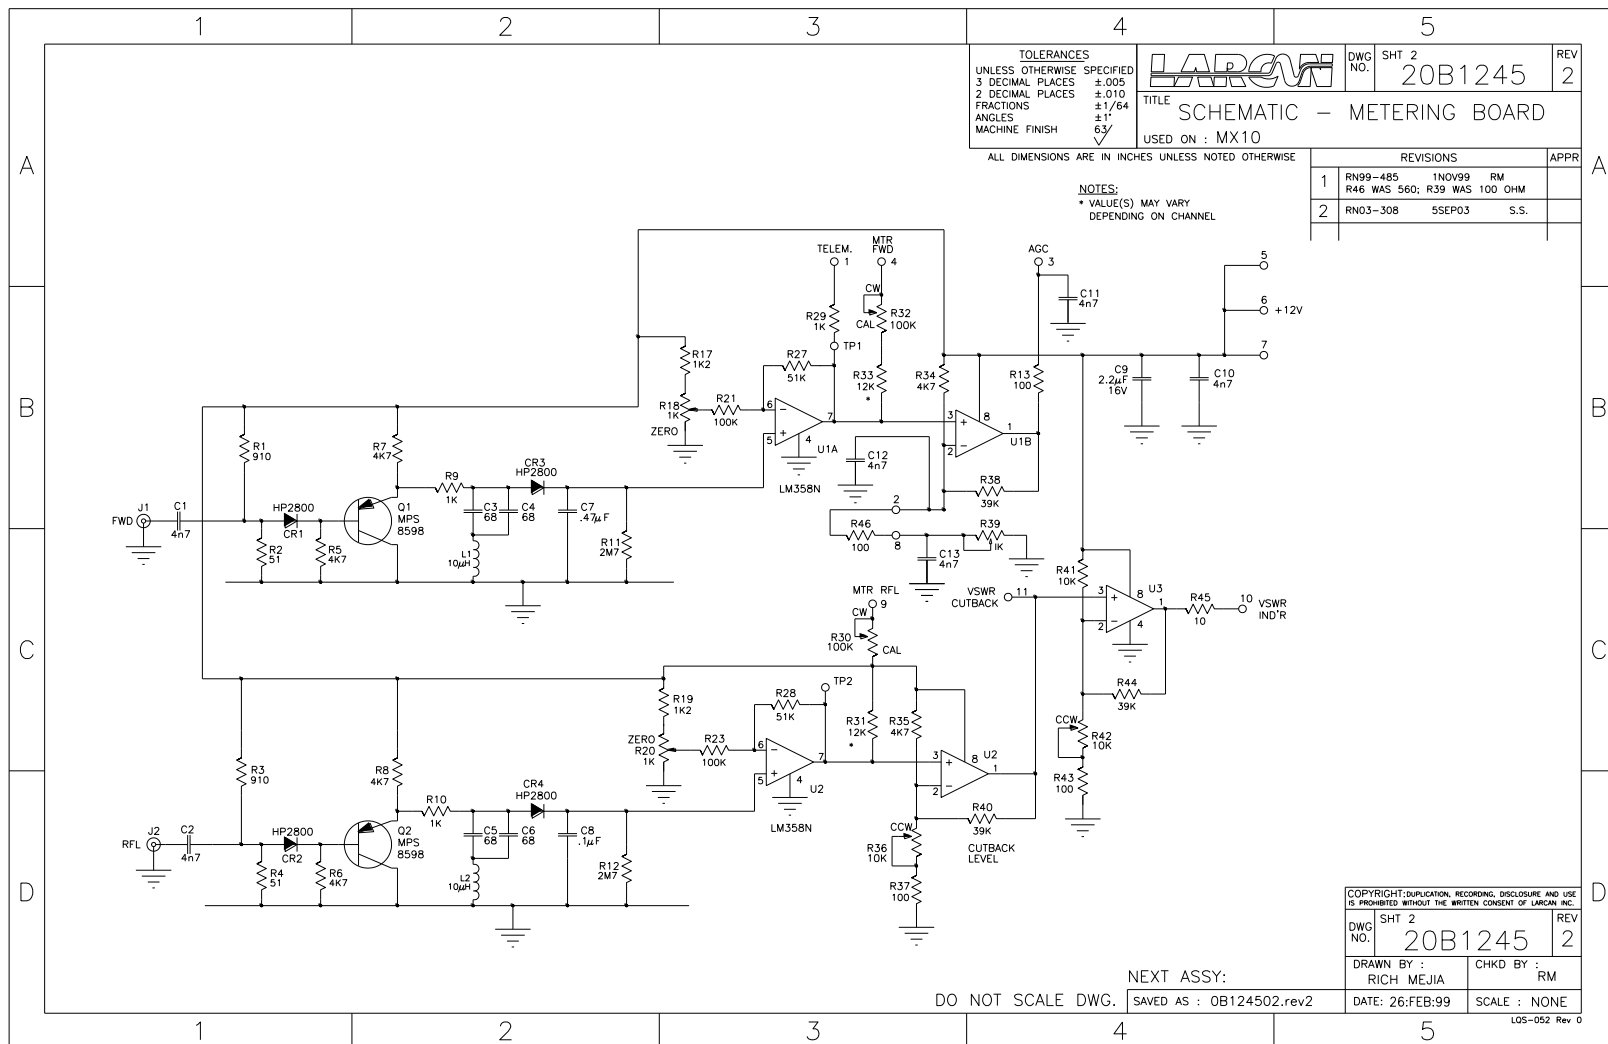 1 2 3 4 5
TOLERANCES
UNLESS OTHERWISE SPECIFIED
3 DECIMAL PLACES ±.005
2 DECIMAL PLACES ±.010
FRACTIONS ±1/64
ANGLES ±1°
MACHINE FINISH 63
LARCAN
DWG NO.
SHT 2
20B1245
REV
2
TITLE SCHEMATIC - METERING BOARD
USED ON : MX10
ALL DIMENSIONS ARE IN INCHES UNLESS NOTED OTHERWISE
REVISIONS APPR
1 RN99-485 1NOV99 RM
R46 WAS 560; R39 WAS 100 OHM
2 RN03-308 5SEP03 S.S.
NOTES:
* VALUE(S) MAY VARY
DEPENDING ON CHANNEL
A A
B B
C C
D D
TELEM.
1
MTR
FWD
4
AGC
3
C11
4n7
5
6
+12V
7
CW
R32
100K
CAL
R29
1K
TP1
R17
1K2
R27
51K
R33
12K
*
R34
4K7
R13
100
C9
2.2µF
16V
C10
4n7
R18
1K
ZERO
R21
100K
6
5
7
4
U1A
LM358N
3
2
8
1
U1B
C12
4n7
R38
39K
R1
910
R7
4K7
R9
1K
CR3
HP2800
J1
FWD
C1
4n7
HP2800
CR1
Q1
MPS
8598
C3
68
C4
68
C7
.47µF
R2
51
R5
4K7
L1
10µH
R11
2M7
2
R46
100
8
R39
1K
C13
4n7
R41
10K
MTR RFL
9
VSWR
CUTBACK
11
3
2
8
4
1
U3
R45
10
10
VSWR
IND'R
CW
R30
100K
CAL
R44
39K
TP2
R19
1K2
R28
51K
R31
12K
*
R35
4K7
CCW
R42
10K
R43
100
ZERO
R20
1K
R23
100K
6
5
7
4
U2
LM358N
3
2
8
1
U2
R40
39K
CUTBACK
LEVEL
CCW
R36
10K
R37
100
R3
910
R8
4K7
R10
1K
CR4
HP2800
J2
RFL
C2
4n7
HP2800
CR2
Q2
MPS
8598
C5
68
C6
68
C8
.1µF
R4
51
R6
4K7
L2
10µH
R12
2M7
COPYRIGHT:DUPLICATION, RECORDING, DISCLOSURE AND USE
IS PROHIBITED WITHOUT THE WRITTEN CONSENT OF LARCAN INC.
DWG NO.
SHT 2
20B1245
REV
2
DRAWN BY :
RICH MEJIA
CHKD BY :
RM
NEXT ASSY:
DO NOT SCALE DWG.
SAVED AS : 0B124502.rev2
DATE: 26:FEB:99
SCALE : NONE
LQS-052 Rev 0
1 2 3 4 5